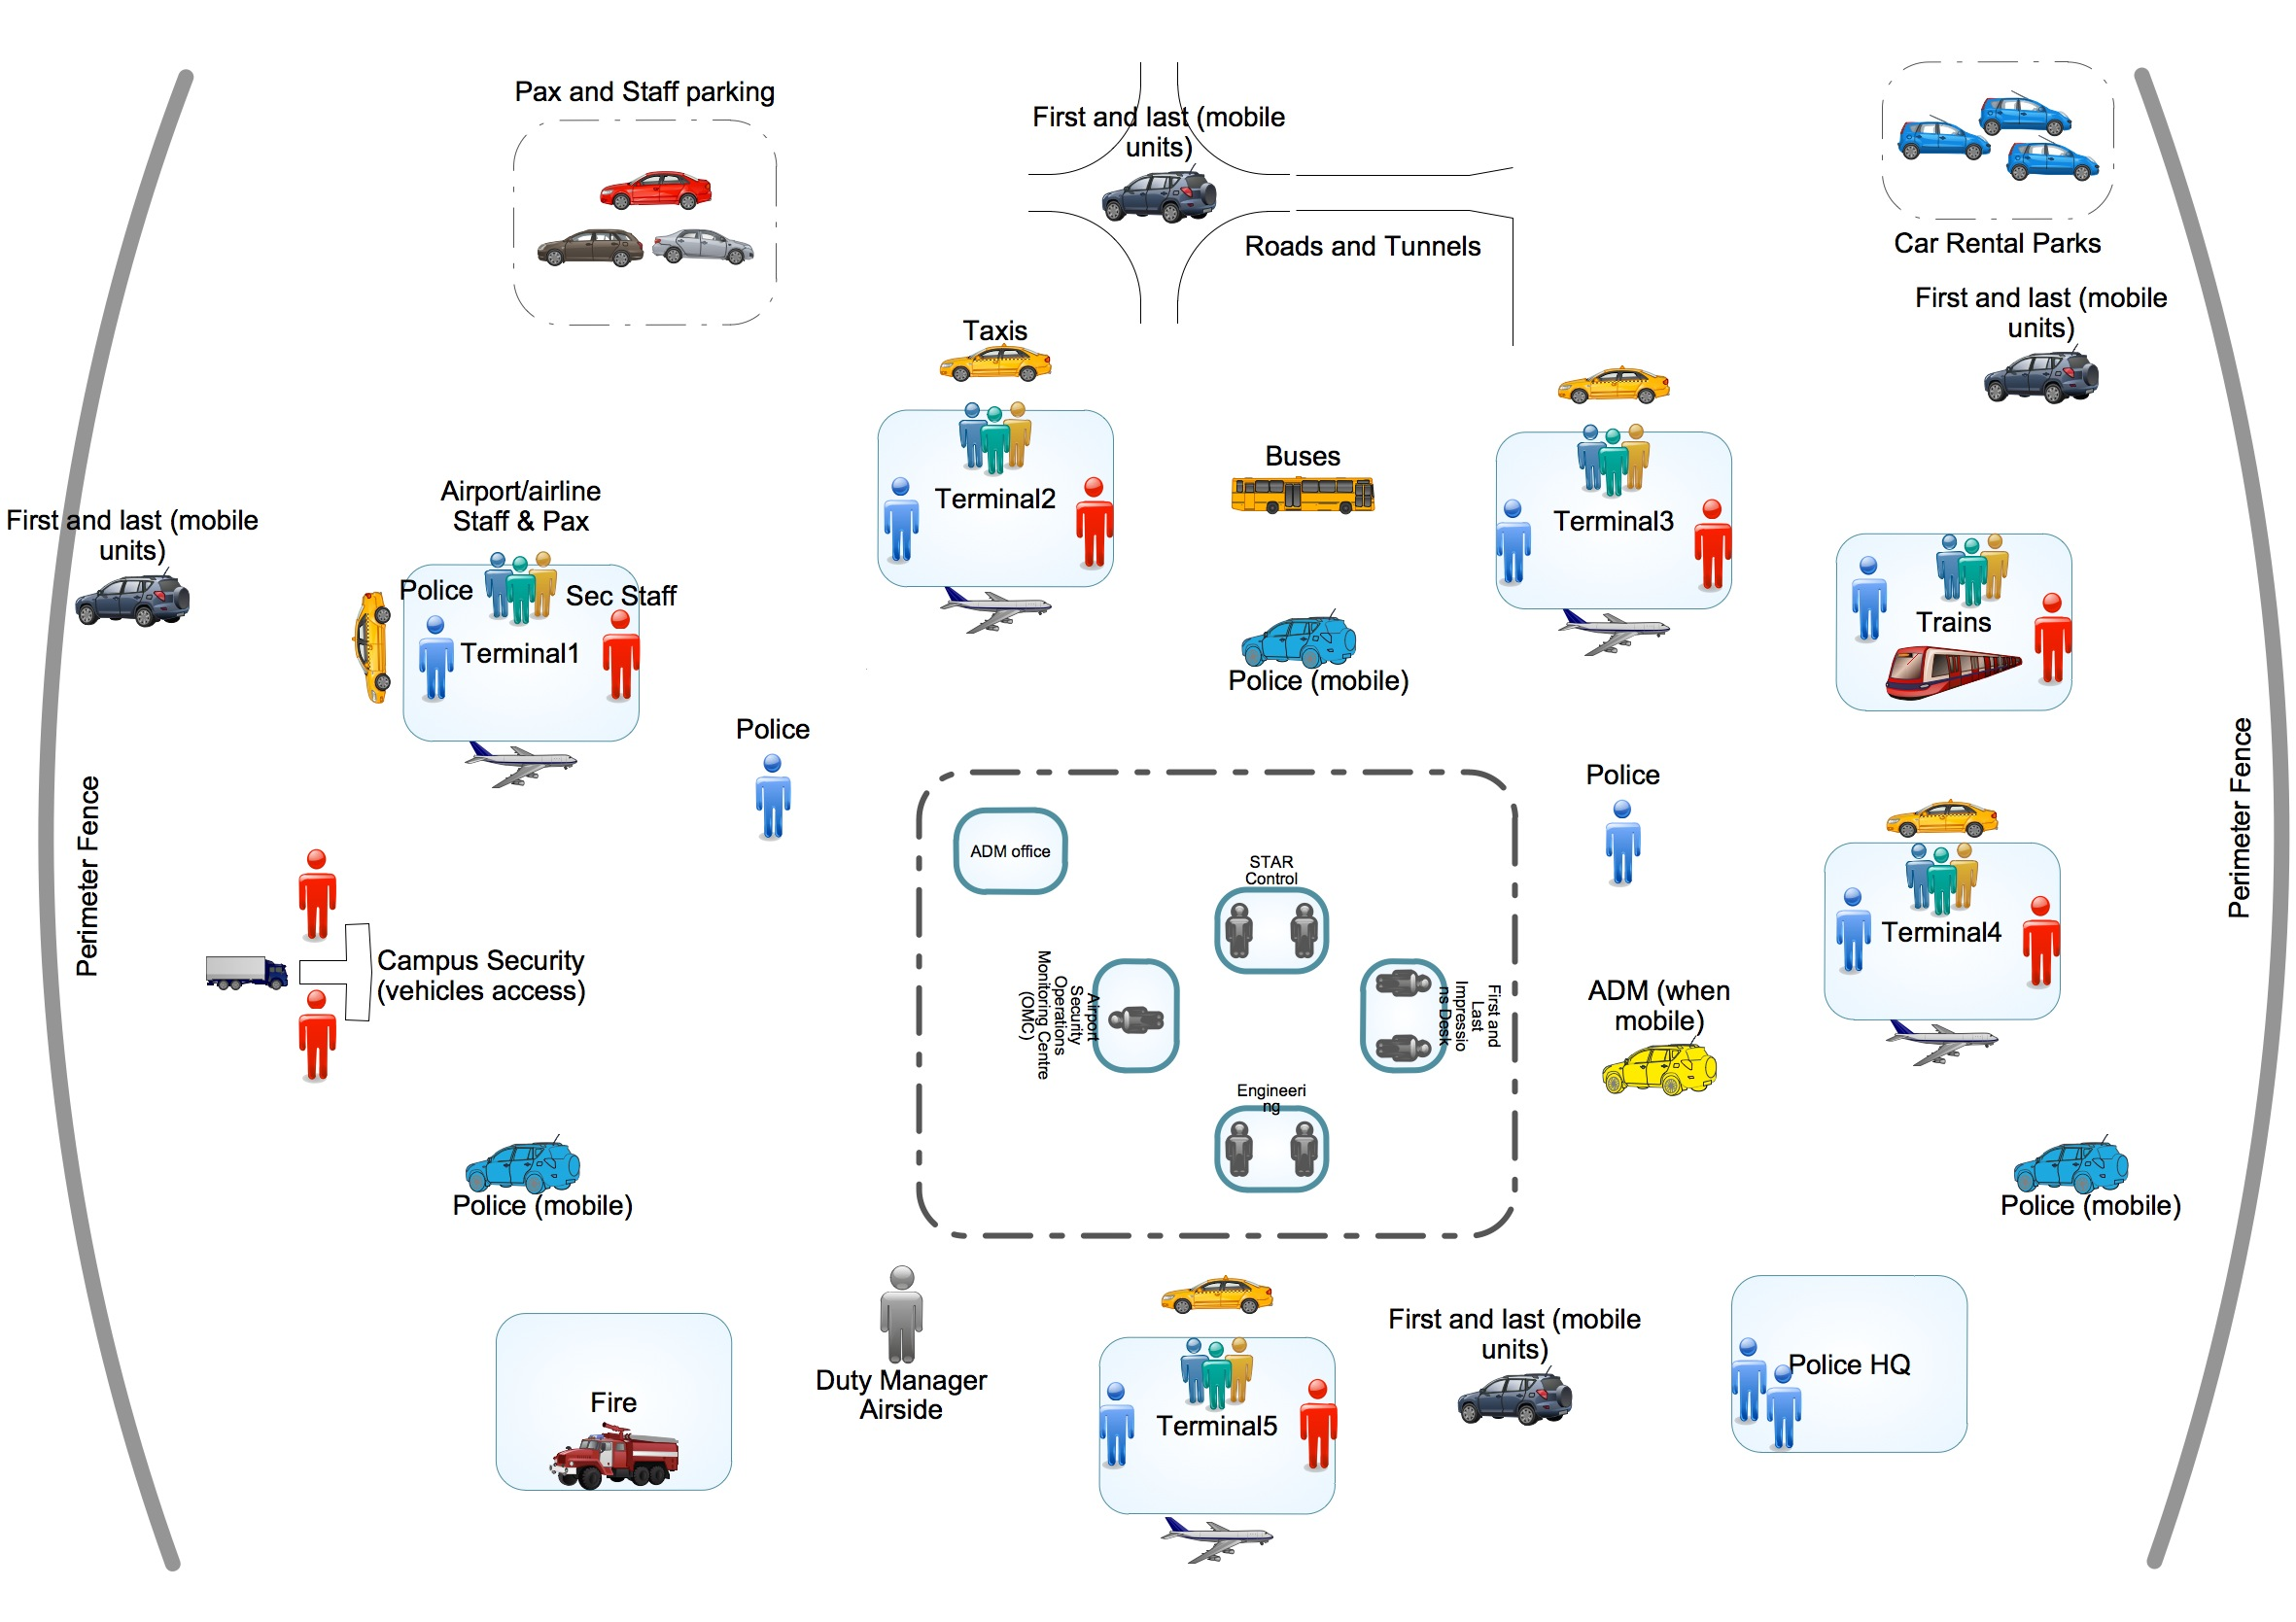 Pax and Staff parking
First and last (mobile
units)
Roads and Tunnels
Car Rental Parks
First and last (mobile
units)
Taxis
Buses
Terminal2
Terminal3
Airport/airline
Staff & Pax
First and last (mobile
units)
Police
Sec Staff
Terminal1
Trains
Police (mobile)
Police
Police
Perimeter Fence
Perimeter Fence
ADM office
STAR
Control
Terminal4
Campus Security
(vehicles access)
Airport
Security
Operations
Monitoring Centre
(OMC)
First and
Last
Impressio
ns Desk
ADM (when
mobile)
Engineeri
ng
Police (mobile)
Police (mobile)
Duty Manager
Airside
First and last (mobile
units)
Police HQ
Fire
Terminal5